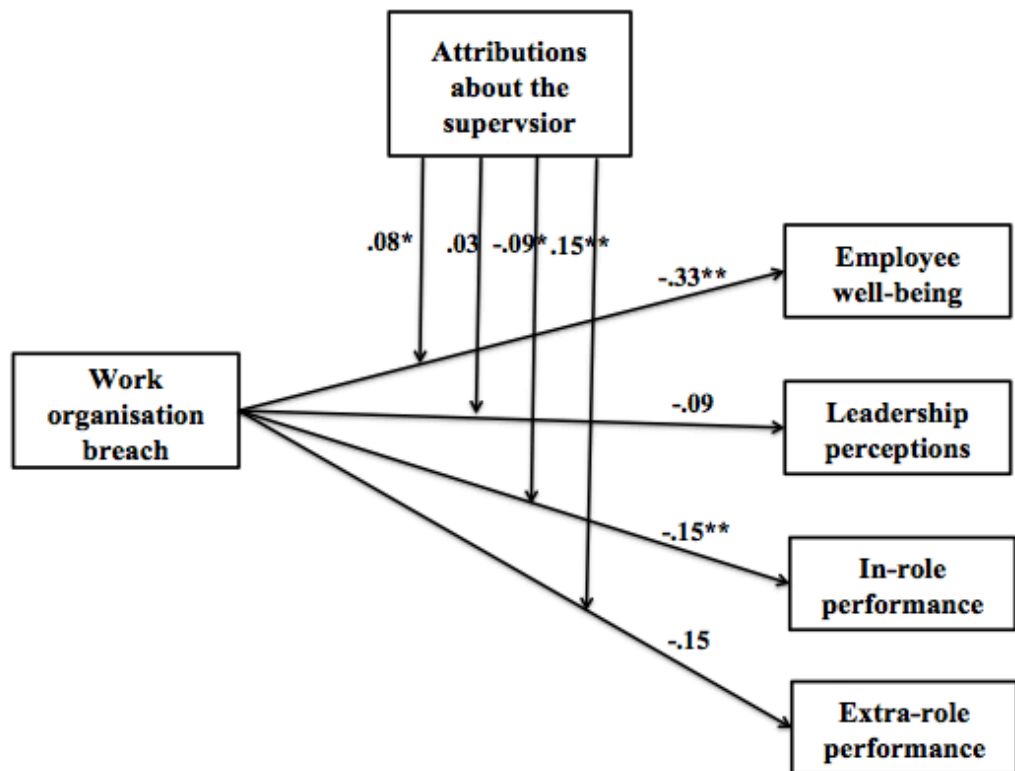 Attributions
about the
supervsior
.08*
.03
-.09*
.15**
-.33**
Employee
well-being
Work
organisation
breach
-.09
Leadership
perceptions
-.15**
In-role
performance
-.15
Extra-role
performance